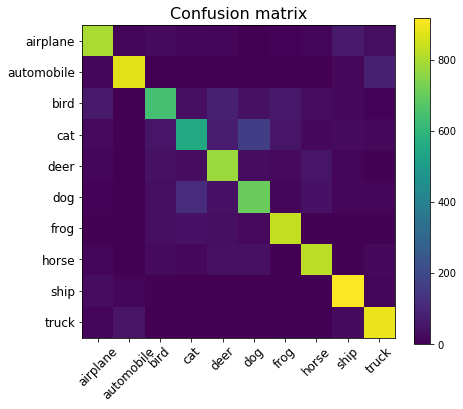 Confusion matrix
airplane
automobile
bird
cat
deer
dog
frog
horse
ship
truck
airplane
automobile
bird
cat
deer
dog
frog
horse
ship
truck
800
600
400
200
0